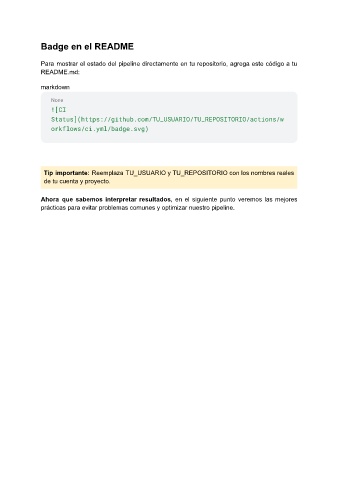 Badge en el README
Para mostrar el estado del pipeline directamente en tu repositorio, agrega este código a tu
README.md:
markdown
None
![CI
Status](https://github.com/TU_USUARIO/TU_REPOSITORIO/actions/w
orkflows/ci.yml/badge.svg)
Tip importante: Reemplaza TU_USUARIO y TU_REPOSITORIO con los nombres reales
de tu cuenta y proyecto.
Ahora que sabemos interpretar resultados, en el siguiente punto veremos las mejores
prácticas para evitar problemas comunes y optimizar nuestro pipeline.